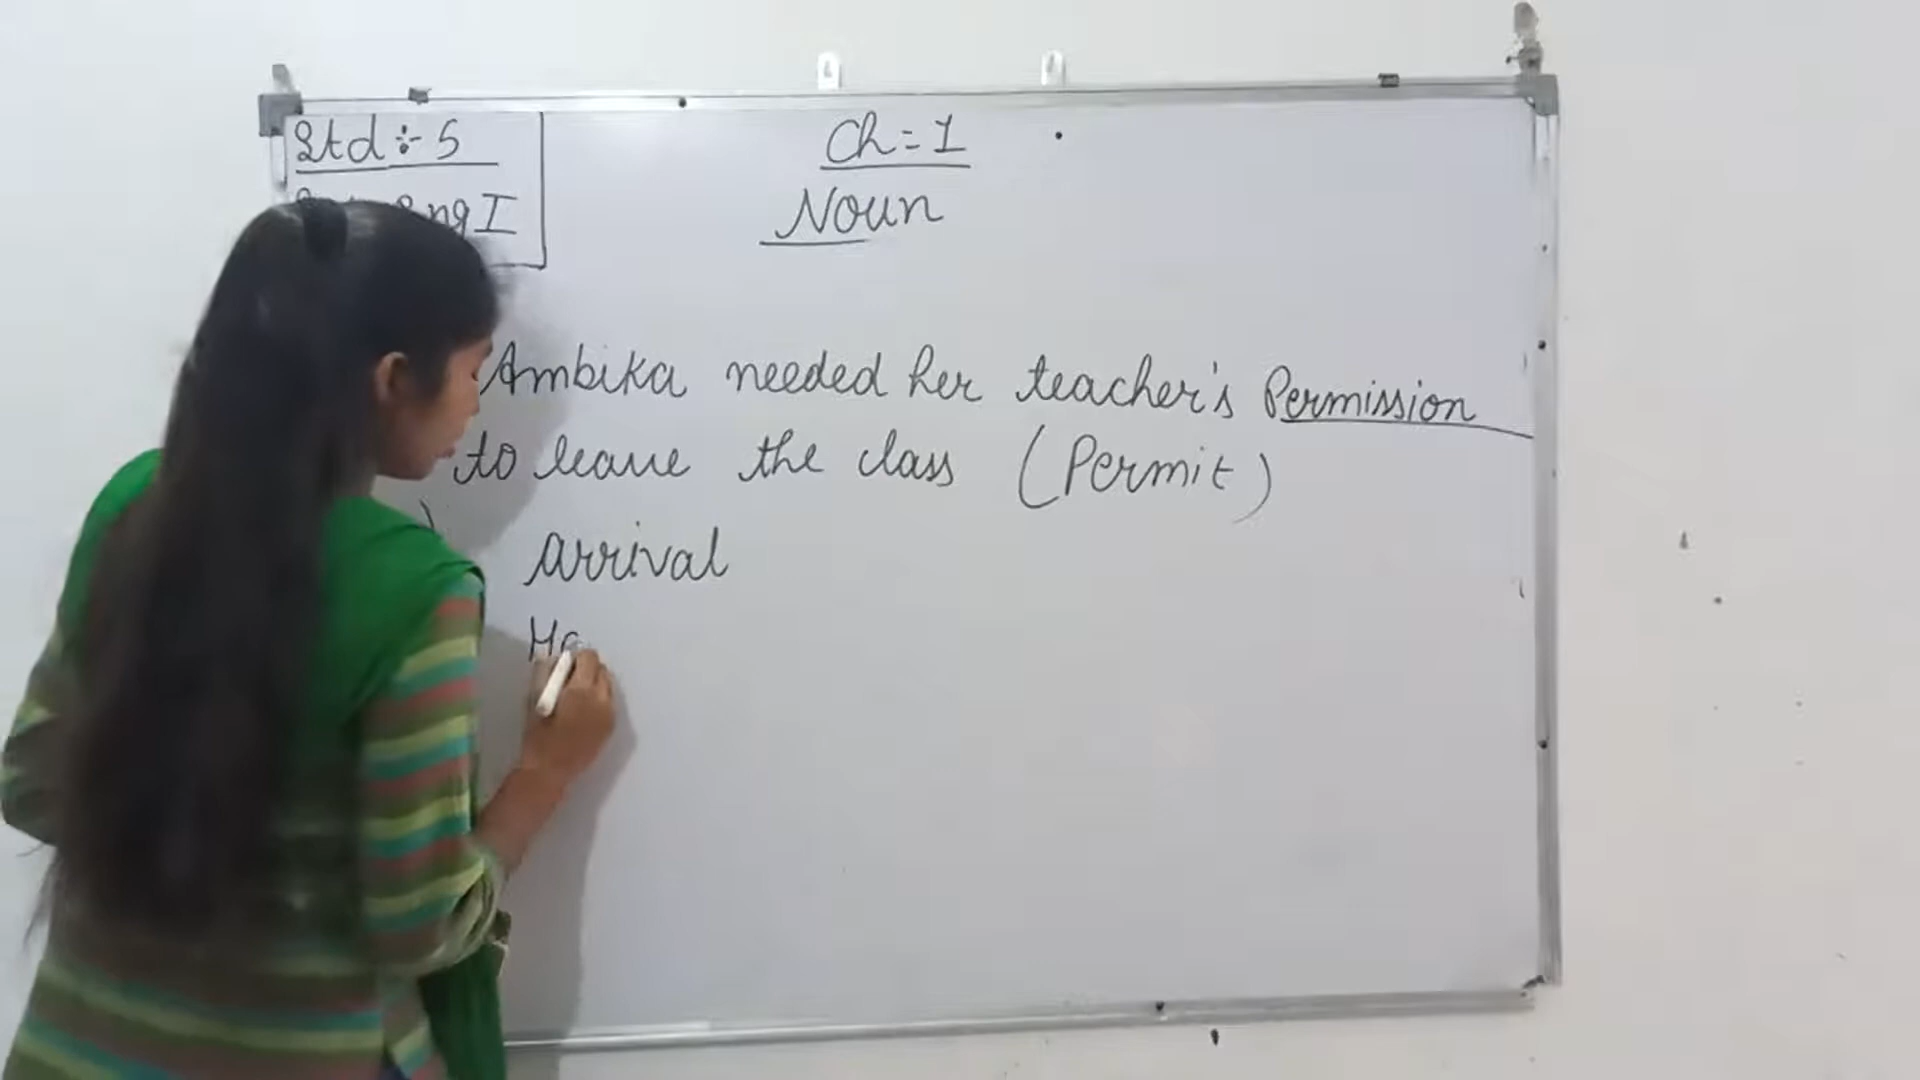 Std :- 5
Ch = 1
Eng I
Noun
Ambika needed her teacher's Permission
to leave the class (Permit)
arrival